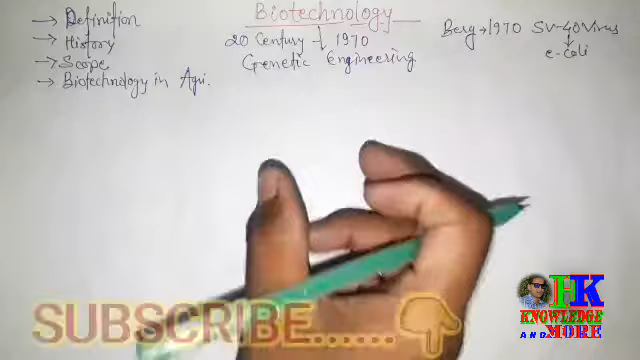 Biotechnology
→ Definition
→ History
→ Scope
→ Biotechnology in Agri.
20 Century → 1970
Genetic Engineering
Berg → 1970 SV-40 Virus
e-Coli
SUBSCRIBE......
HK
KNOWLEDGE
AND MORE